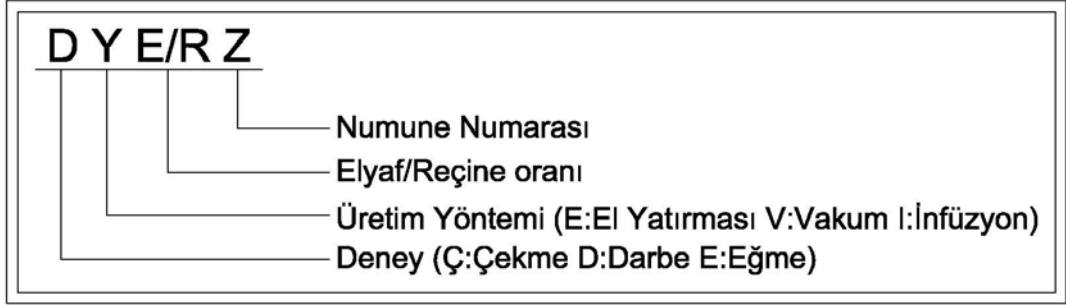 D Y E/R Z
Numune Numarası
Elyaf/Reçine oranı
Üretim Yöntemi (E:El Yatırması V:Vakum I:İnfüzyon)
Deney (Ç:Çekme D:Darbe E:Eğme)